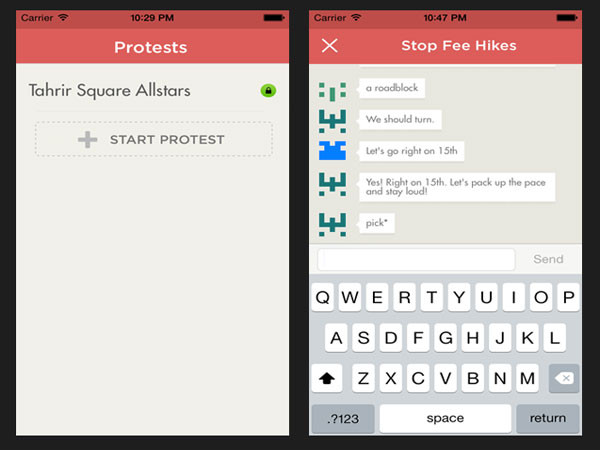 Carrier 10:29 PM
Protests
Tahrir Square Allstars
START PROTEST
Carrier 10:47 PM
Stop Fee Hikes
a roadblock
We should turn.
Let's go right on 15th
Yes! Right on 15th. Let's pack up the pace
and stay loud!
pick*
Send
Q W E R T Y U I O P
A S D F G H J K L
Z X C V B N M
.?123 space return